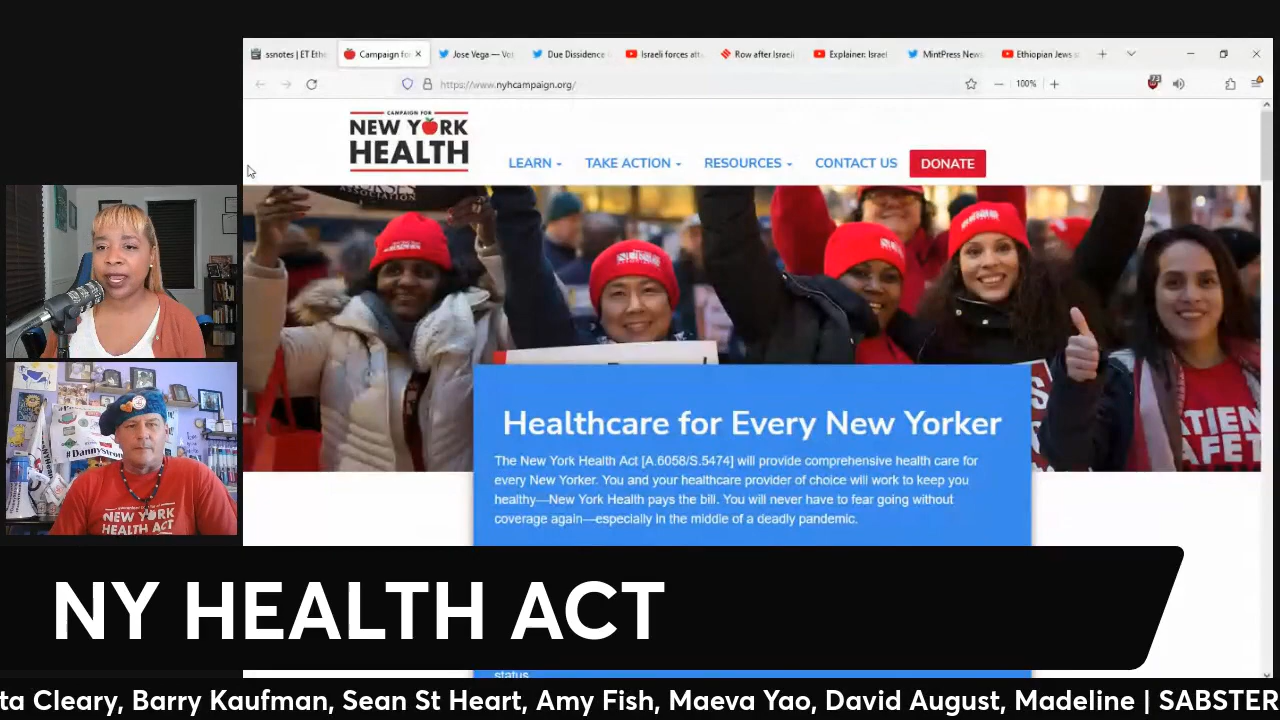 ssnotes | ET Ethe
Campaign for
Jose Vega — Vo
Due Dissidence
Israeli forces att
Row after Israeli
Explainer: Israel
MintPress News
Ethiopian Jews
https://www.nyhcampaign.org/
100%
CAMPAIGN FOR
NEW YORK
HEALTH
LEARN
TAKE ACTION
RESOURCES
CONTACT US
DONATE
#DannyStrong
NEW YORK
HEALTH ACT
Healthcare for Every New Yorker
The New York Health Act [A.6058/S.5474] will provide comprehensive health care for
every New Yorker. You and your healthcare provider of choice will work to keep you
healthy—New York Health pays the bill. You will never have to fear going without
coverage again—especially in the middle of a deadly pandemic.
NY HEALTH ACT
status
ta Cleary, Barry Kaufman, Sean St Heart, Amy Fish, Maeva Yao, David August, Madeline | SABSTER